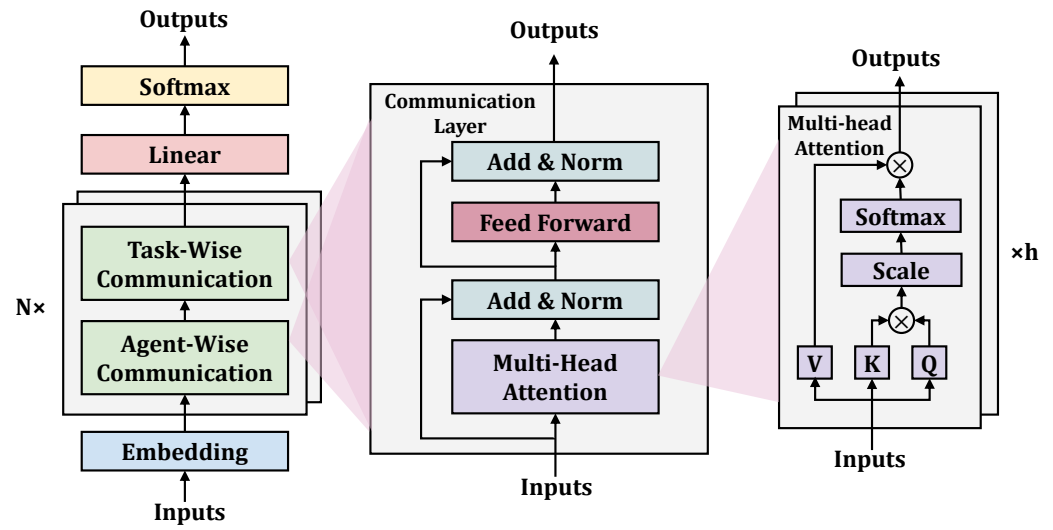 Outputs
Softmax
Linear
Task-Wise
Communication
N×
Agent-Wise
Communication
Embedding
Inputs
Outputs
Communication
Layer
Add & Norm
Feed Forward
Add & Norm
Multi-Head
Attention
Inputs
Outputs
Multi-head
Attention
Softmax
Scale
×h
V
K
Q
Inputs